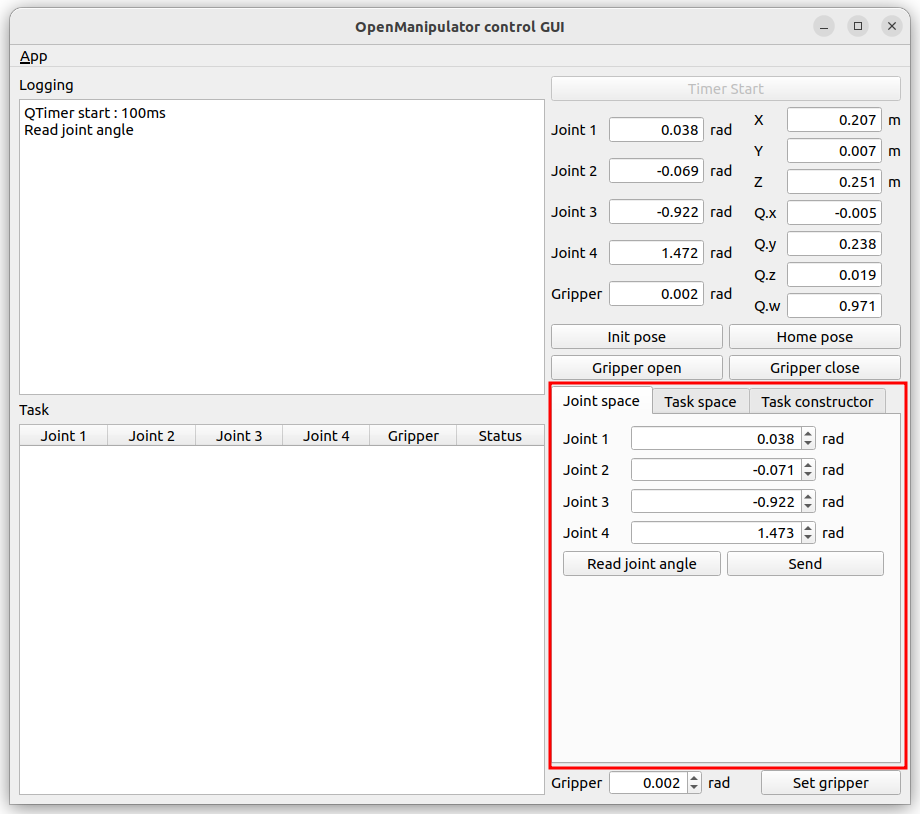 OpenManipulator control GUI
App
Logging
QTimer start : 100ms
Read joint angle
Timer Start
Joint 1 0.038 rad
Joint 2 -0.069 rad
Joint 3 -0.922 rad
Joint 4 1.472 rad
Gripper 0.002 rad
X 0.207 m
Y 0.007 m
Z 0.251 m
Q.x -0.005
Q.y 0.238
Q.z 0.019
Q.w 0.971
Init pose Home pose
Gripper open Gripper close
Task
Joint 1 Joint 2 Joint 3 Joint 4 Gripper Status
Joint space Task space Task constructor
Joint 1 0.038 rad
Joint 2 -0.071 rad
Joint 3 -0.922 rad
Joint 4 1.473 rad
Read joint angle Send
Gripper 0.002 rad Set gripper